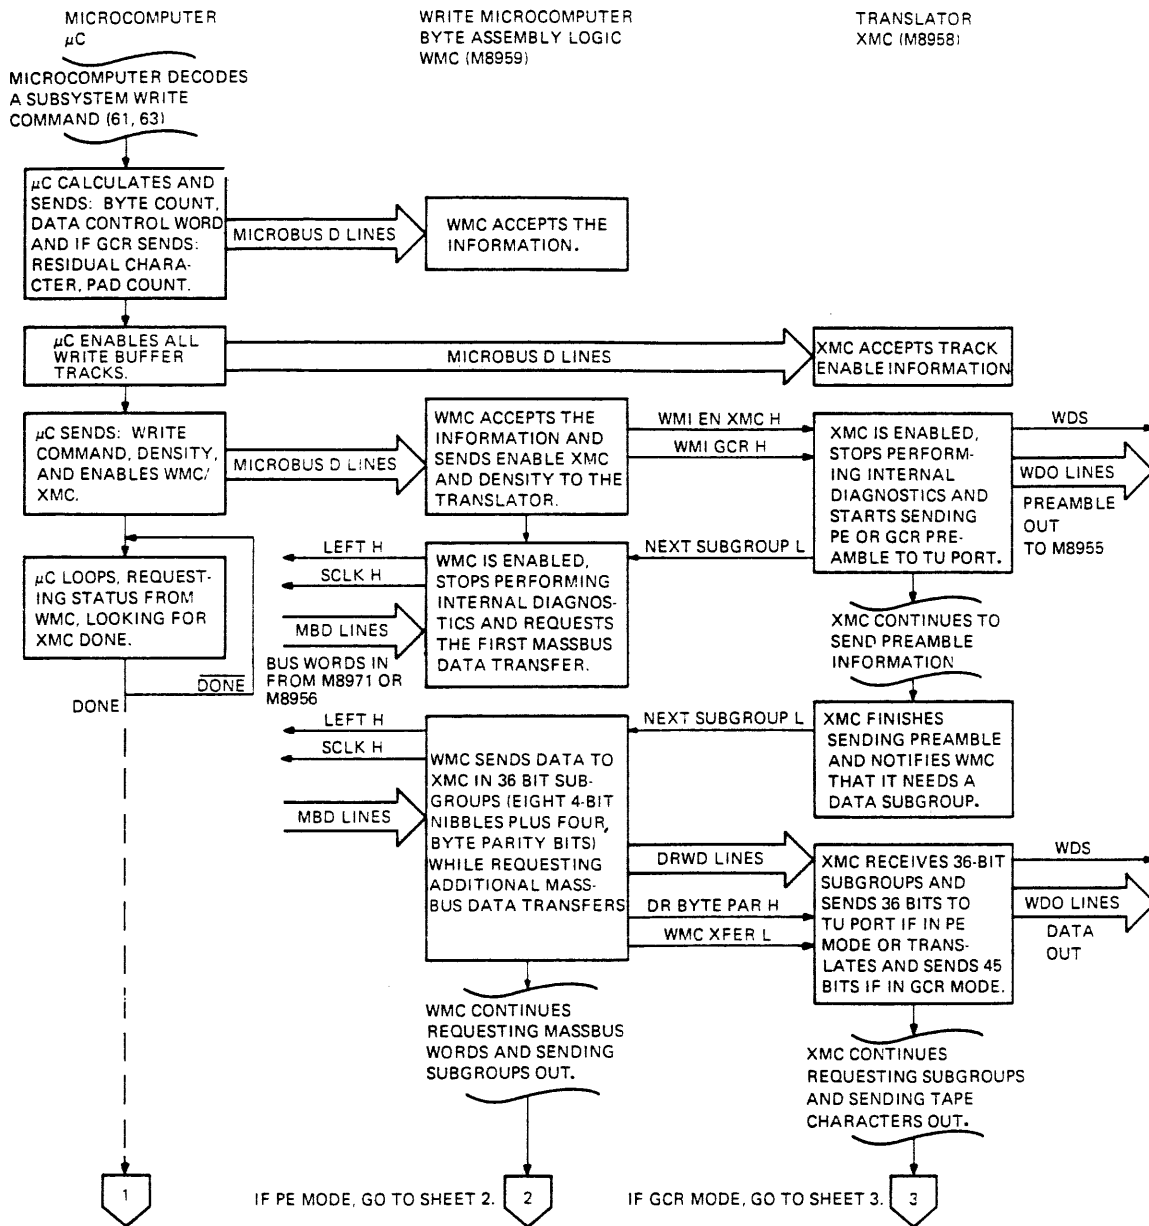 MICROCOMPUTER
µC
WRITE MICROCOMPUTER
BYTE ASSEMBLY LOGIC
WMC (M8959)
TRANSLATOR
XMC (M8958)
MICROCOMPUTER DECODES
A SUBSYSTEM WRITE
COMMAND (61, 63)
µC CALCULATES AND
SENDS: BYTE COUNT,
DATA CONTROL WORD
AND IF GCR SENDS:
RESIDUAL CHARA-
CTER, PAD COUNT.
MICROBUS D LINES
WMC ACCEPTS THE
INFORMATION.
µC ENABLES ALL
WRITE BUFFER
TRACKS.
MICROBUS D LINES
XMC ACCEPTS TRACK
ENABLE INFORMATION
µC SENDS: WRITE
COMMAND, DENSITY,
AND ENABLES WMC/
XMC.
MICROBUS D LINES
WMC ACCEPTS THE
INFORMATION AND
SENDS ENABLE XMC
AND DENSITY TO THE
TRANSLATOR.
WMI EN XMC H
WMI GCR H
XMC IS ENABLED,
STOPS PERFORM-
ING INTERNAL
DIAGNOSTICS AND
STARTS SENDING
PE OR GCR PRE-
AMBLE TO TU PORT.
WDS
WDO LINES
PREAMBLE
OUT
TO M8955
µC LOOPS, REQUEST-
ING STATUS FROM
WMC, LOOKING FOR
XMC DONE.
DONE
DONE
LEFT H
SCLK H
MBD LINES
BUS WORDS IN
FROM M8971 OR
M8956
WMC IS ENABLED,
STOPS PERFORMING
INTERNAL DIAGNOS-
TICS AND REQUESTS
THE FIRST MASSBUS
DATA TRANSFER.
NEXT SUBGROUP L
XMC CONTINUES TO
SEND PREAMBLE
INFORMATION
LEFT H
SCLK H
MBD LINES
WMC SENDS DATA TO
XMC IN 36 BIT SUB-
GROUPS (EIGHT 4-BIT
NIBBLES PLUS FOUR,
BYTE PARITY BITS)
WHILE REQUESTING
ADDITIONAL MASS-
BUS DATA TRANSFERS
NEXT SUBGROUP L
XMC FINISHES
SENDING PREAMBLE
AND NOTIFIES WMC
THAT IT NEEDS A
DATA SUBGROUP.
DRWD LINES
DR BYTE PAR H
WMC XFER L
XMC RECEIVES 36-BIT
SUBGROUPS AND
SENDS 36 BITS TO
TU PORT IF IN PE
MODE OR TRANS-
LATES AND SENDS 45
BITS IF IN GCR MODE.
WDS
WDO LINES
DATA
OUT
WMC CONTINUES
REQUESTING MASSBUS
WORDS AND SENDING
SUBGROUPS OUT.
XMC CONTINUES
REQUESTING SUBGROUPS
AND SENDING TAPE
CHARACTERS OUT.
1
IF PE MODE, GO TO SHEET 2.
2
IF GCR MODE, GO TO SHEET 3.
3